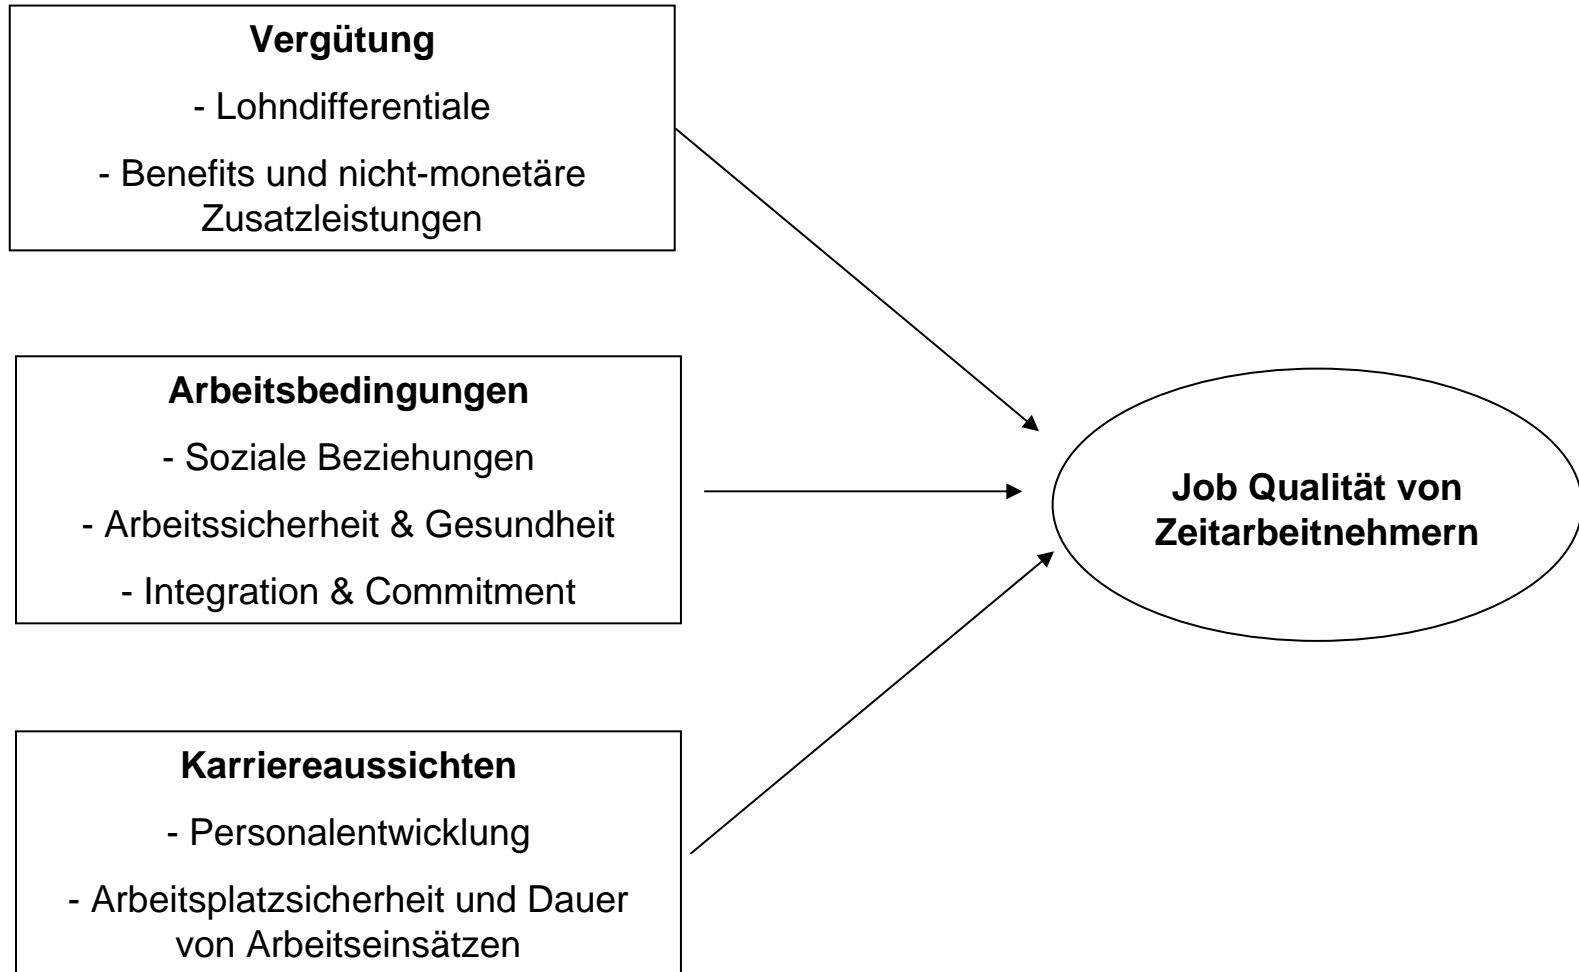 Vergütung
- Lohndifferentiale
- Benefits und nicht-monetäre
Zusatzleistungen
Arbeitsbedingungen
- Soziale Beziehungen
- Arbeitssicherheit & Gesundheit
- Integration & Commitment
Job Qualität von
Zeitarbeitnehmern
Karriereaussichten
- Personalentwicklung
- Arbeitsplatzsicherheit und Dauer
von Arbeitseinsätzen